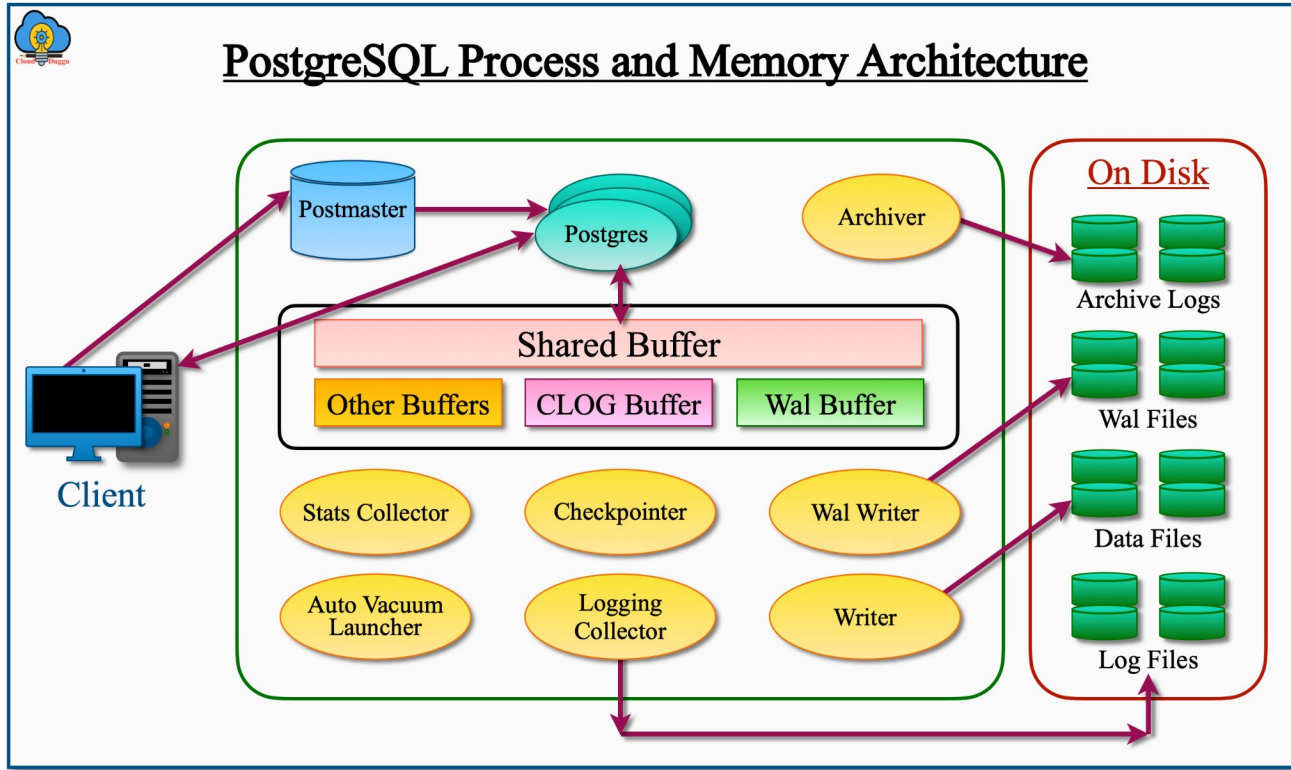 Cloud Duggu
PostgreSQL Process and Memory Architecture
Postmaster
Postgres
Archiver
On Disk
Archive Logs
Shared Buffer
Other Buffers
CLOG Buffer
Wal Buffer
Wal Files
Client
Stats Collector
Checkpointer
Wal Writer
Data Files
Auto Vacuum
Launcher
Logging
Collector
Writer
Log Files